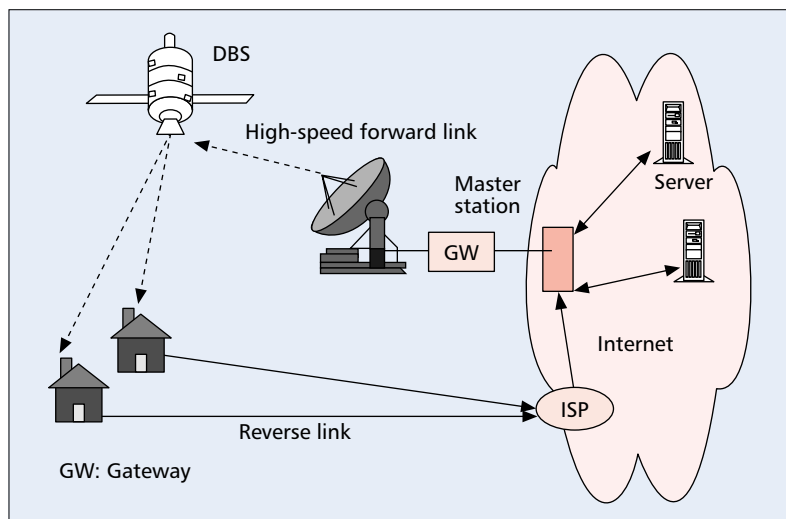 DBS
High-speed forward link
Master
station
GW
Server
Internet
ISP
Reverse link
GW: Gateway